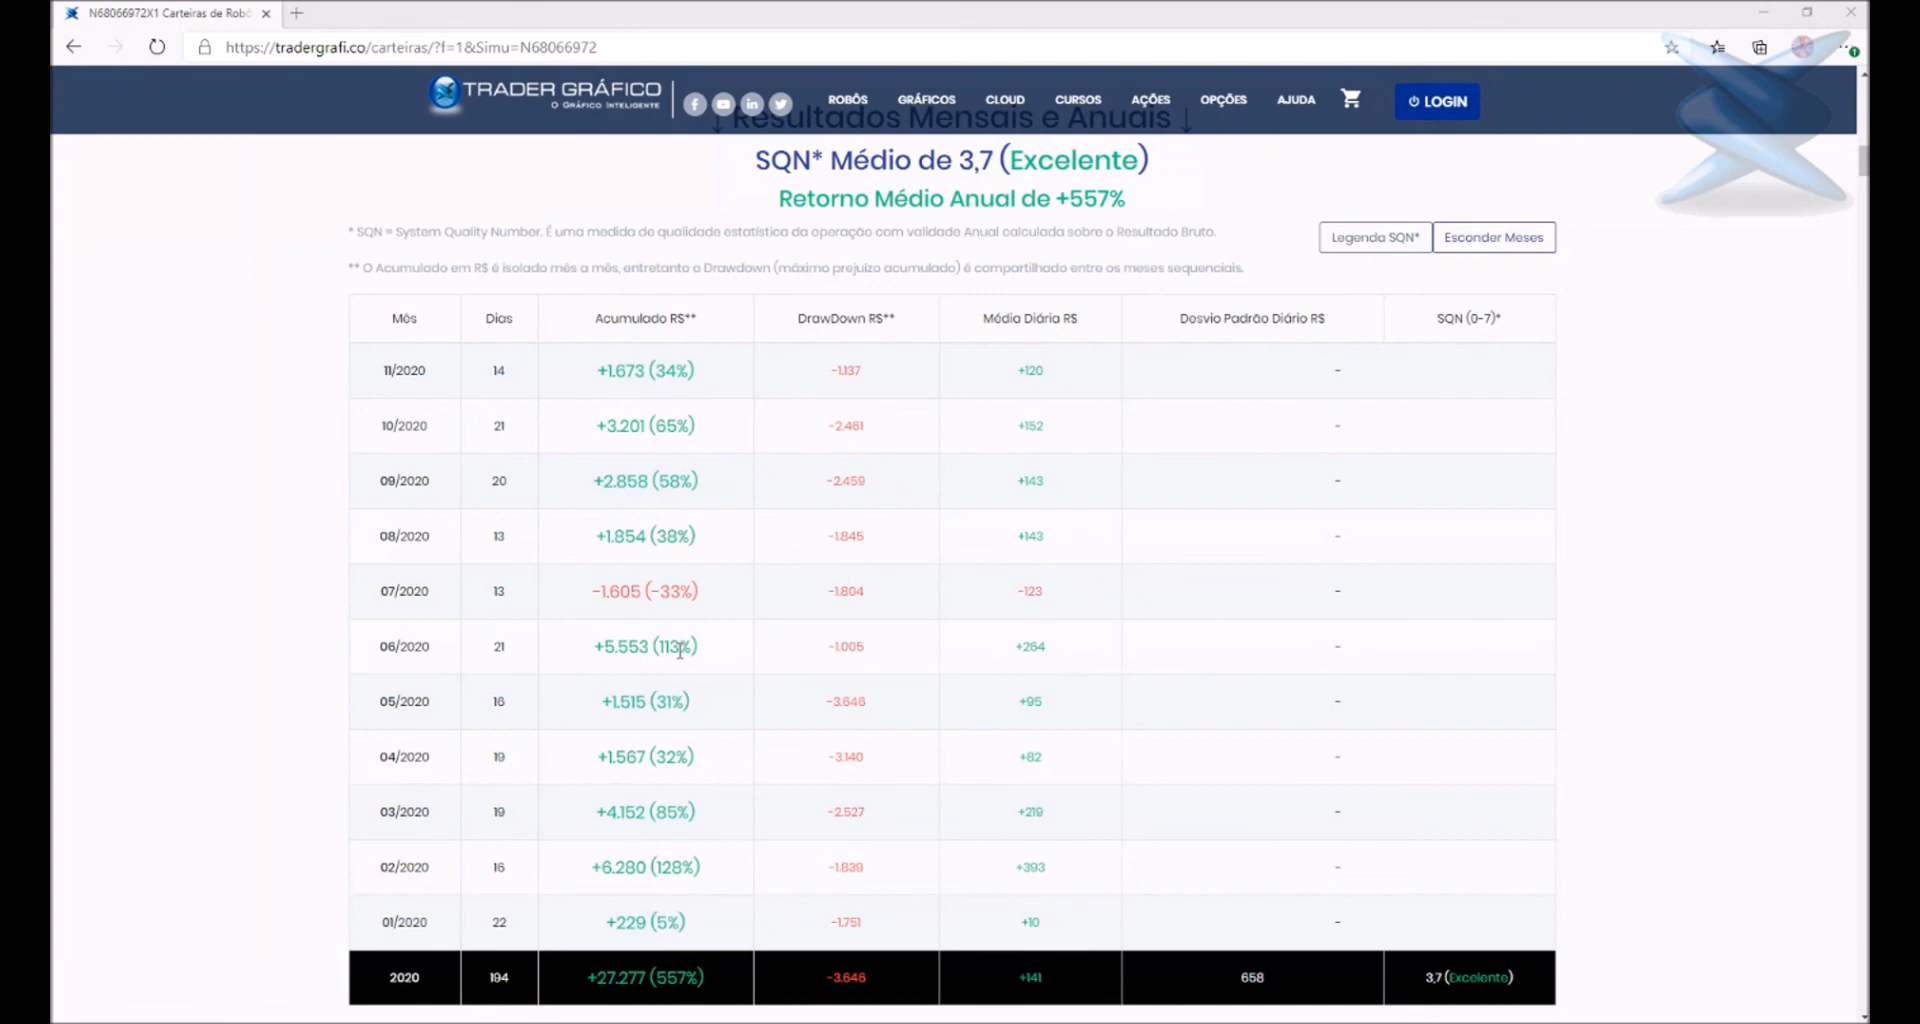 N68066972X1 Carteiras de Robô
https://tradergrafi.co/carteiras/?f=1&Simu=N68066972
TRADER GRÁFICO
O GRÁFICO INTELIGENTE
ROBÔS GRÁFICOS CLOUD CURSOS AÇÕES OPÇÕES AJUDA LOGIN
↓ Resultados Mensais e Anuais ↓
SQN* Médio de 3,7 (Excelente)
Retorno Médio Anual de +557%
* SQN = System Quality Number. É uma medida de qualidade estatística da operação com validade Anual calculada sobre o Resultado Bruto.
Legenda SQN* Esconder Meses
** O Acumulado em R$ é isolado mês a mês, entretanto o Drawdown (máximo prejuízo acumulado) é compartilhado entre os meses sequenciais.
Mês Dias Acumulado R$** DrawDown R$** Média Diária R$ Desvio Padrão Diário R$ SQN (0-7)*
11/2020 14 +1.673 (34%) -1.137 +120 -
10/2020 21 +3.201 (65%) -2.461 +152 -
09/2020 20 +2.858 (58%) -2.459 +143 -
08/2020 13 +1.854 (38%) -1.845 +143 -
07/2020 13 -1.605 (-33%) -1.804 -123 -
06/2020 21 +5.553 (113%) -1.005 +264 -
05/2020 16 +1.515 (31%) -3.646 +95 -
04/2020 19 +1.567 (32%) -3.140 +82 -
03/2020 19 +4.152 (85%) -2.527 +219 -
02/2020 16 +6.280 (128%) -1.839 +393 -
01/2020 22 +229 (5%) -1.751 +10 -
2020 194 +27.277 (557%) -3.646 +141 658 3,7 (Excelente)